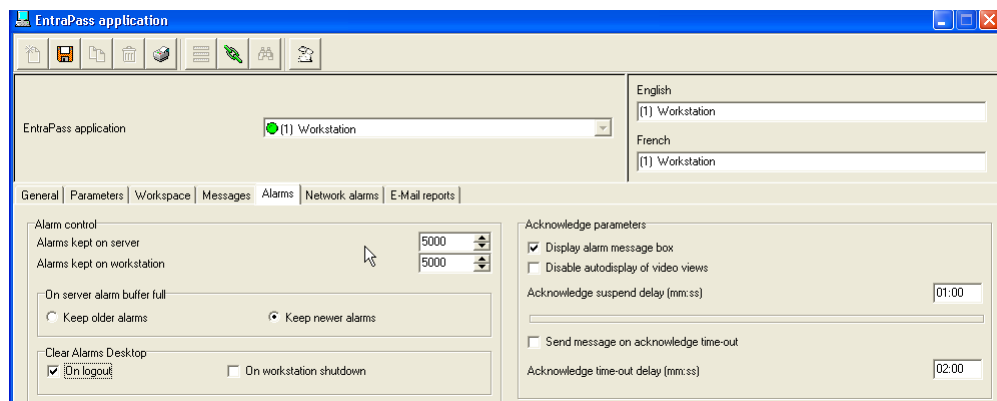 EntraPass application
English
(1) Workstation
EntraPass application
(1) Workstation
French
(1) Workstation
General Parameters Workspace Messages Alarms Network alarms E-Mail reports
Alarm control
Alarms kept on server 5000
Alarms kept on workstation 5000
On server alarm buffer full
Keep older alarms Keep newer alarms
Clear Alarms Desktop
On logout On workstation shutdown
Acknowledge parameters
Display alarm message box
Disable autodisplay of video views
Acknowledge suspend delay (mm:ss) 01:00
Send message on acknowledge time-out
Acknowledge time-out delay (mm:ss) 02:00